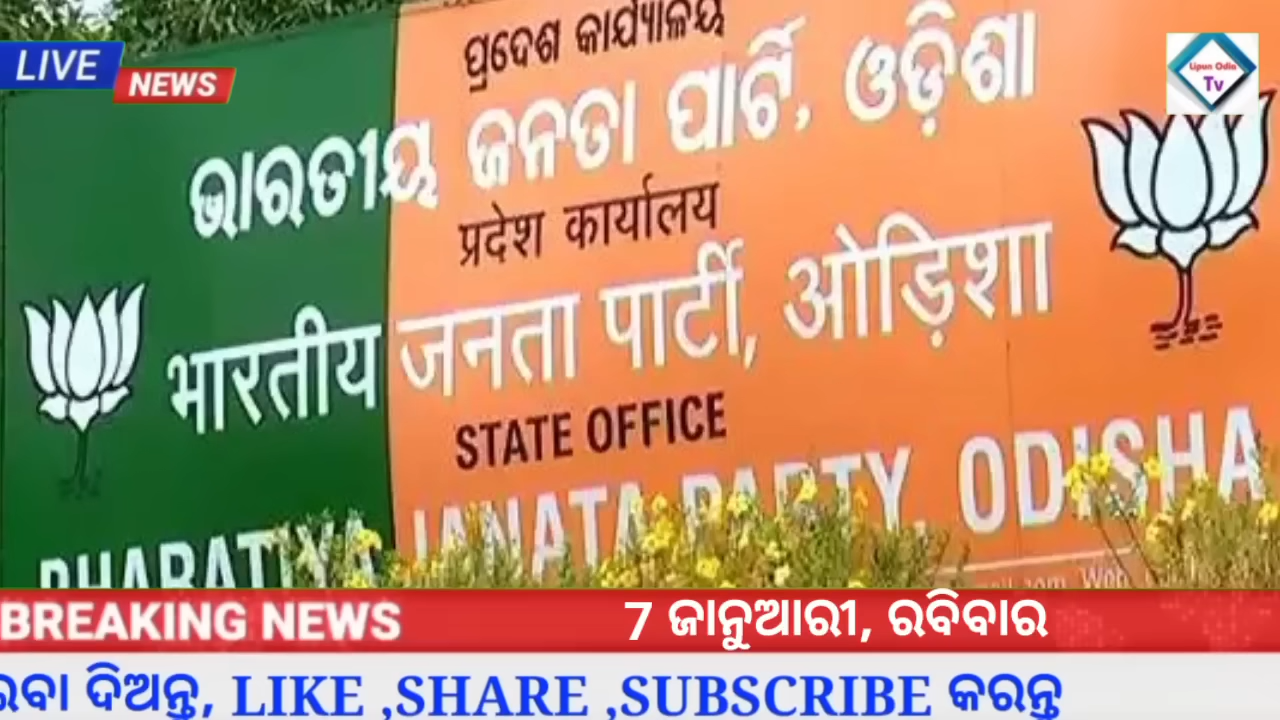 LIVE
NEWS
Lipun Odia
Tv
ପ୍ରଦେଶ କାର୍ଯ୍ୟାଳୟ
ଭାରତୀୟ ଜନତା ପାର୍ଟି, ଓଡ଼ିଶା
प्रदेश कार्यालय
भारतीय जनता पार्टी, ओड़िशा
STATE OFFICE
BHARATIYA JANATA PARTY, ODISHA
BREAKING NEWS
7 ଜାନୁଆରୀ, ରବିବାର
ଦିଅନ୍ତୁ, LIKE ,SHARE ,SUBSCRIBE କରନ୍ତୁ